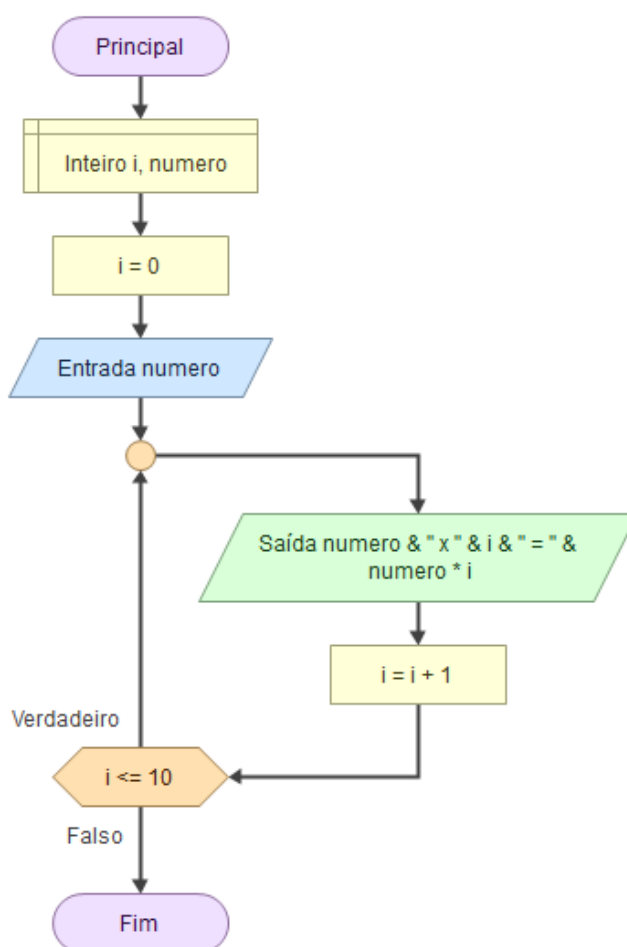 Principal
Inteiro i, numero
i = 0
Entrada numero
Saída numero & " x " & i & " = " &
numero * i
i = i + 1
Verdadeiro
i <= 10
Falso
Fim